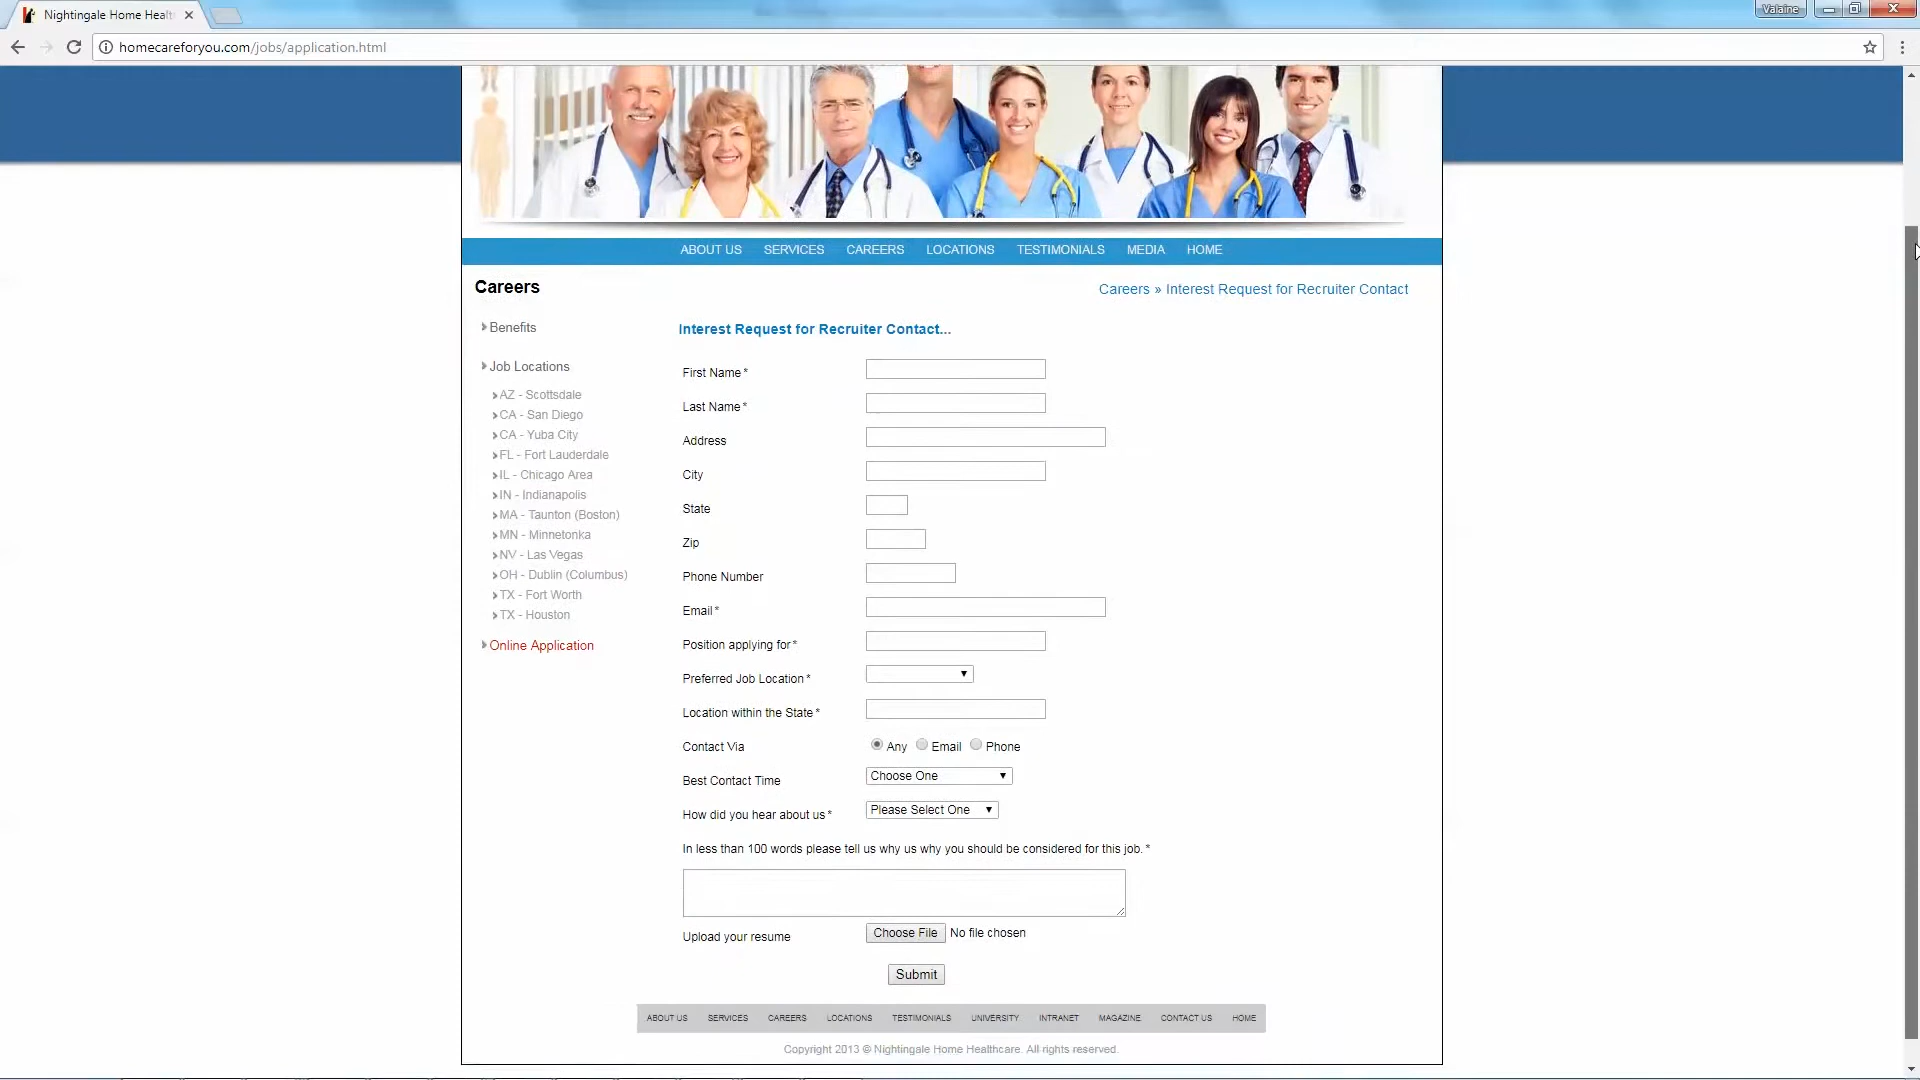 Nightingale Home Healt
Valaine
homecareforyou.com/jobs/application.html
ABOUT US SERVICES CAREERS LOCATIONS TESTIMONIALS MEDIA HOME
Careers
Careers » Interest Request for Recruiter Contact
Benefits
Job Locations
AZ - Scottsdale
CA - San Diego
CA - Yuba City
FL - Fort Lauderdale
IL - Chicago Area
IN - Indianapolis
MA - Taunton (Boston)
MN - Minnetonka
NV - Las Vegas
OH - Dublin (Columbus)
TX - Fort Worth
TX - Houston
Online Application
Interest Request for Recruiter Contact...
First Name*
Last Name*
Address
City
State
Zip
Phone Number
Email*
Position applying for*
Preferred Job Location*
Location within the State*
Contact Via Any Email Phone
Best Contact Time Choose One
How did you hear about us* Please Select One
In less than 100 words please tell us why us why you should be considered for this job.*
Upload your resume Choose File No file chosen
Submit
ABOUT US SERVICES CAREERS LOCATIONS TESTIMONIALS UNIVERSITY INTRANET MAGAZINE CONTACT US HOME
Copyright 2013 © Nightingale Home Healthcare. All rights reserved.